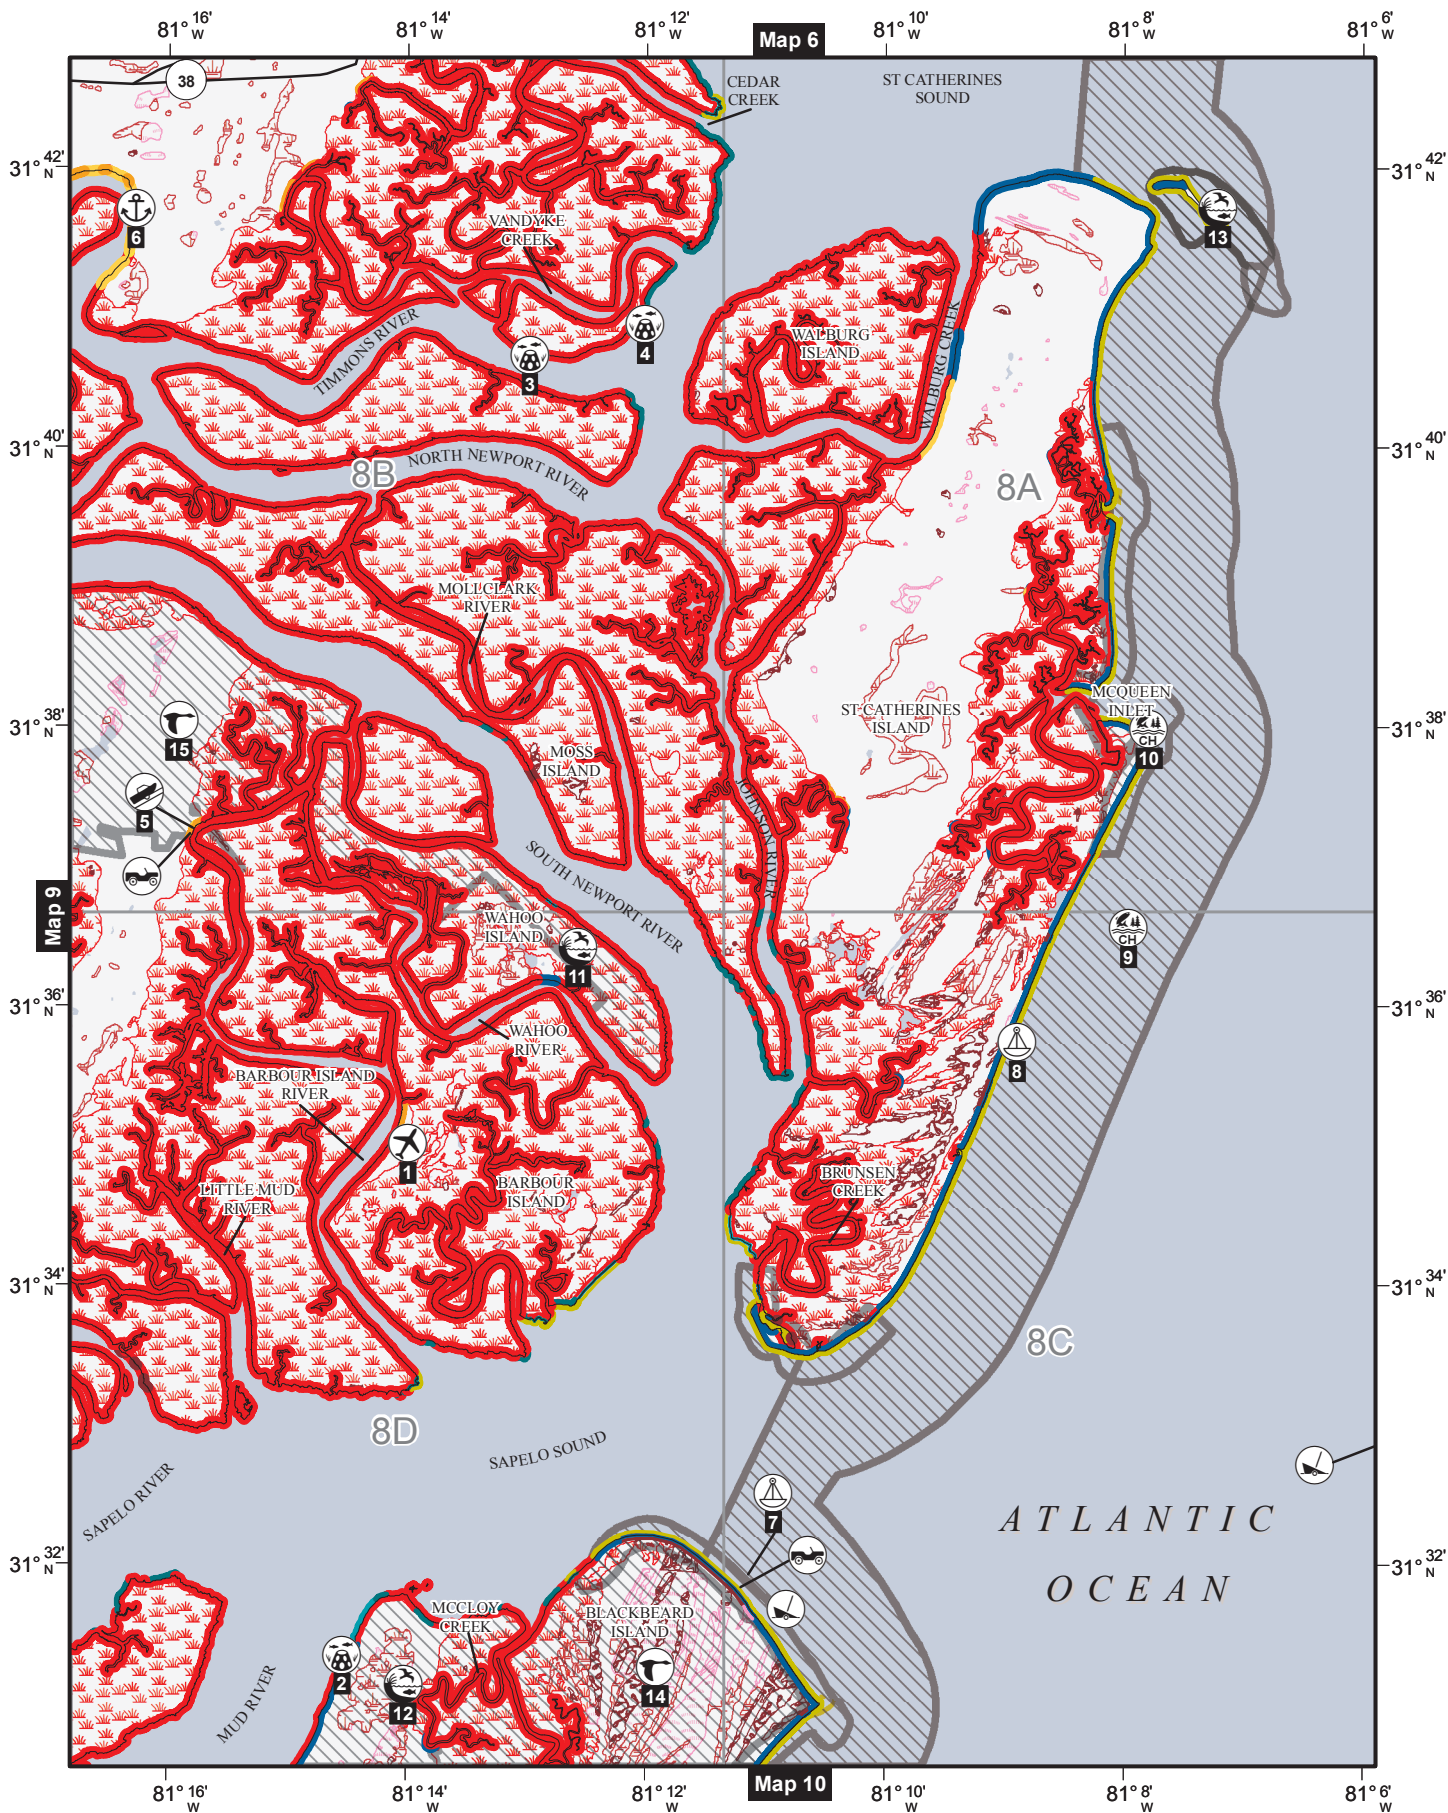 81° 16' W
81° 14' W
81° 12' W
Map 6
81° 10' W
81° 8' W
81° 6' W
38
CEDAR
CREEK
ST CATHERINES
SOUND
31° 42' N
31° 42' N
6
VANDYKE
CREEK
13
TIMMONS RIVER
3
4
WALBURG
ISLAND
WALBURG CREEK
31° 40' N
31° 40' N
8B
NORTH NEWPORT RIVER
8A
MOLLCLARK
RIVER
31° 38' N
31° 38' N
15
5
MOSS
ISLAND
ST CATHERINES
ISLAND
MCQUEEN
INLET
CH
10
JOHNSON RIVER
SOUTH NEWPORT RIVER
Map 9
WAHOO
ISLAND
11
CH
9
31° 36' N
31° 36' N
WAHOO
RIVER
8
BARBOUR ISLAND
RIVER
1
LITTLE MUD
RIVER
BARBOUR
ISLAND
BRUNSEN
CREEK
31° 34' N
31° 34' N
8C
8D
SAPELO SOUND
SAPELO RIVER
7
ATLANTIC
OCEAN
31° 32' N
31° 32' N
MCCLOY
CREEK
BLACKBEARD
ISLAND
2
12
14
MUD RIVER
81° 16' W
81° 14' W
81° 12' W
Map 10
81° 10' W
81° 8' W
81° 6' W